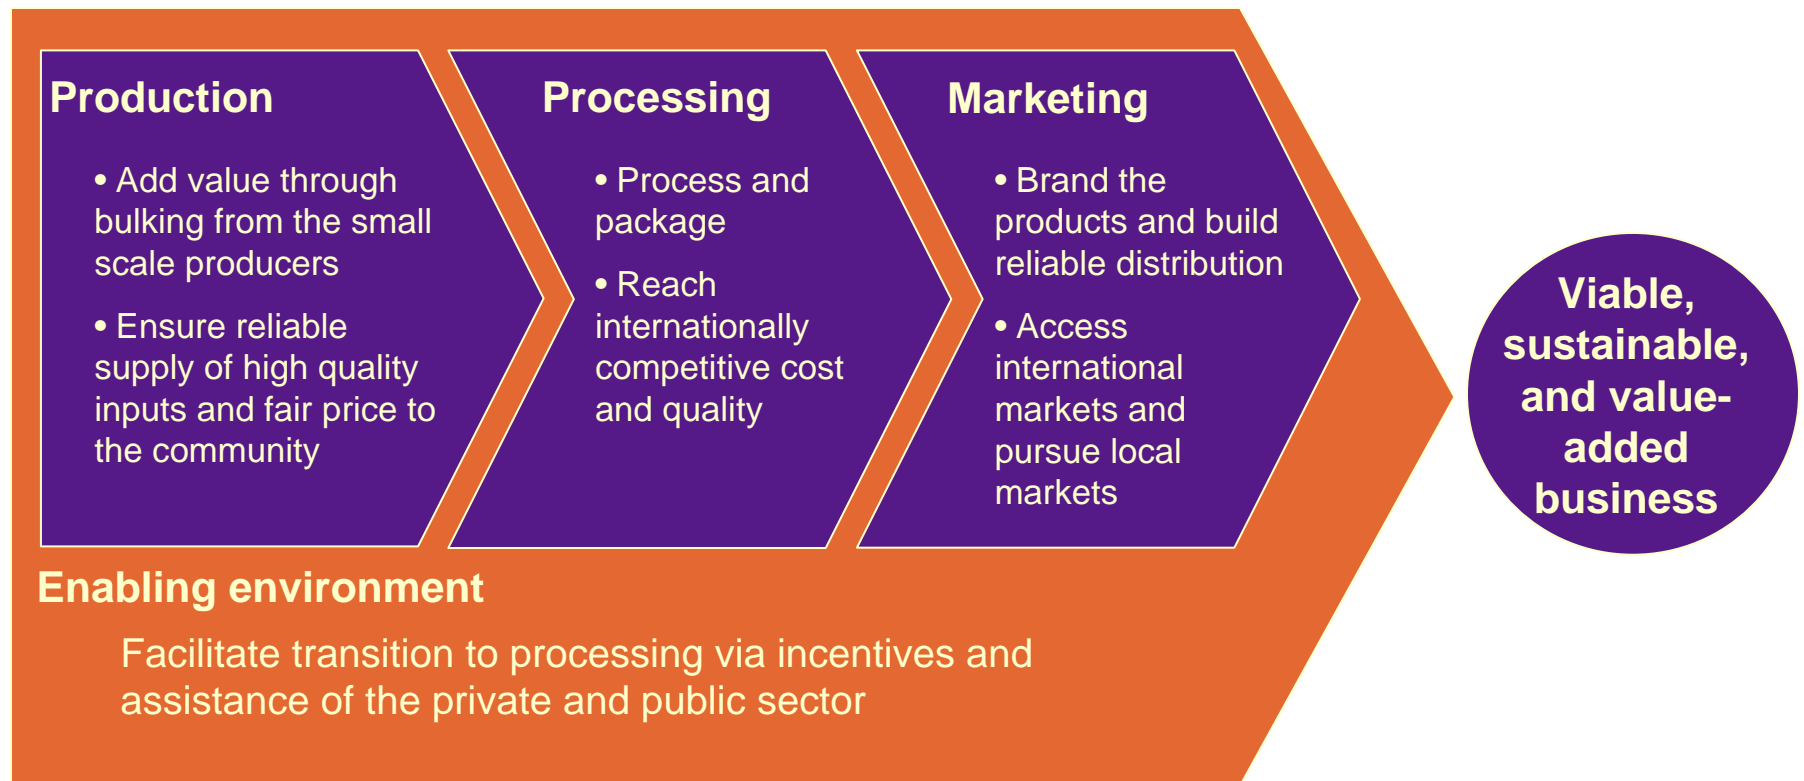 Production
• Add value through
bulking from the small
scale producers
• Ensure reliable
supply of high quality
inputs and fair price to
the community
Processing
• Process and
package
• Reach
internationally
competitive cost
and quality
Marketing
• Brand the
products and build
reliable distribution
• Access
international
markets and
pursue local
markets
Enabling environment
Facilitate transition to processing via incentives and
assistance of the private and public sector
Viable,
sustainable,
and value-
added
business